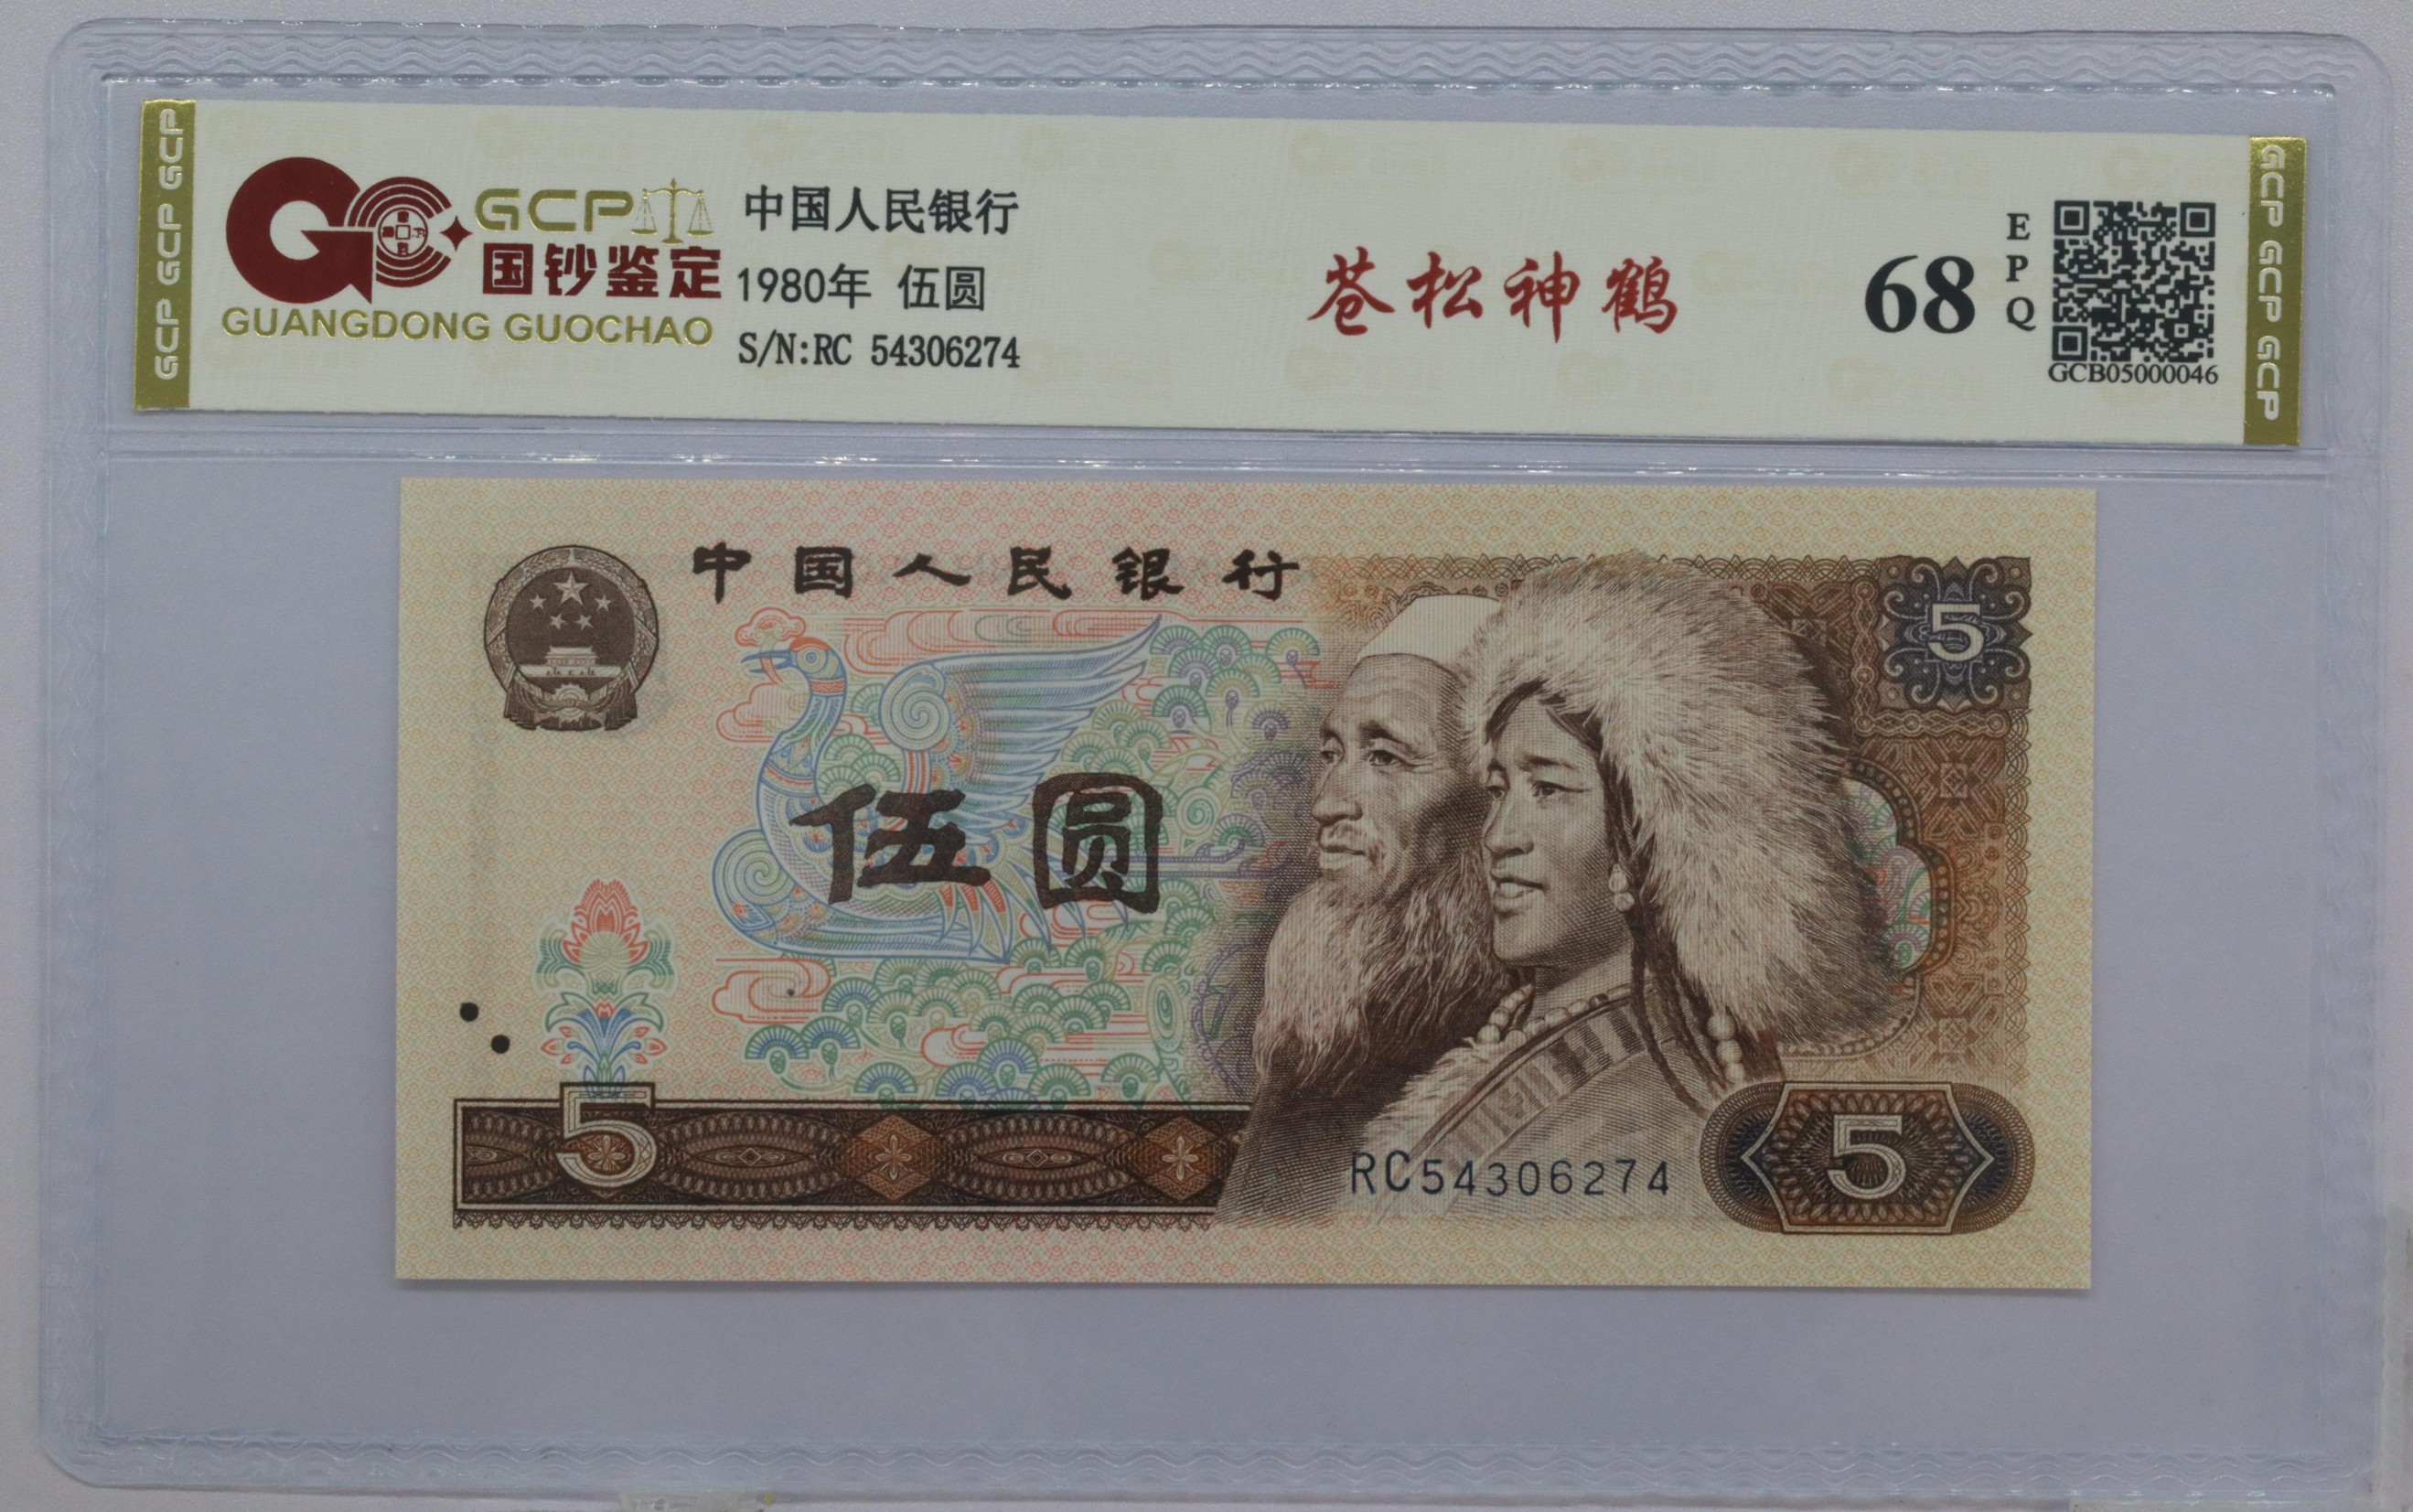 GCP GCP GCP
GCP
国钞鉴定
GUANGDONG GUOCHAO
中国人民银行
1980年 伍圆
S/N:RC 54306274
苍松神鹤
68
EPQ
GCB05000046
GCP GCP GCP
中国人民银行
5
伍圆
5
RC54306274
5